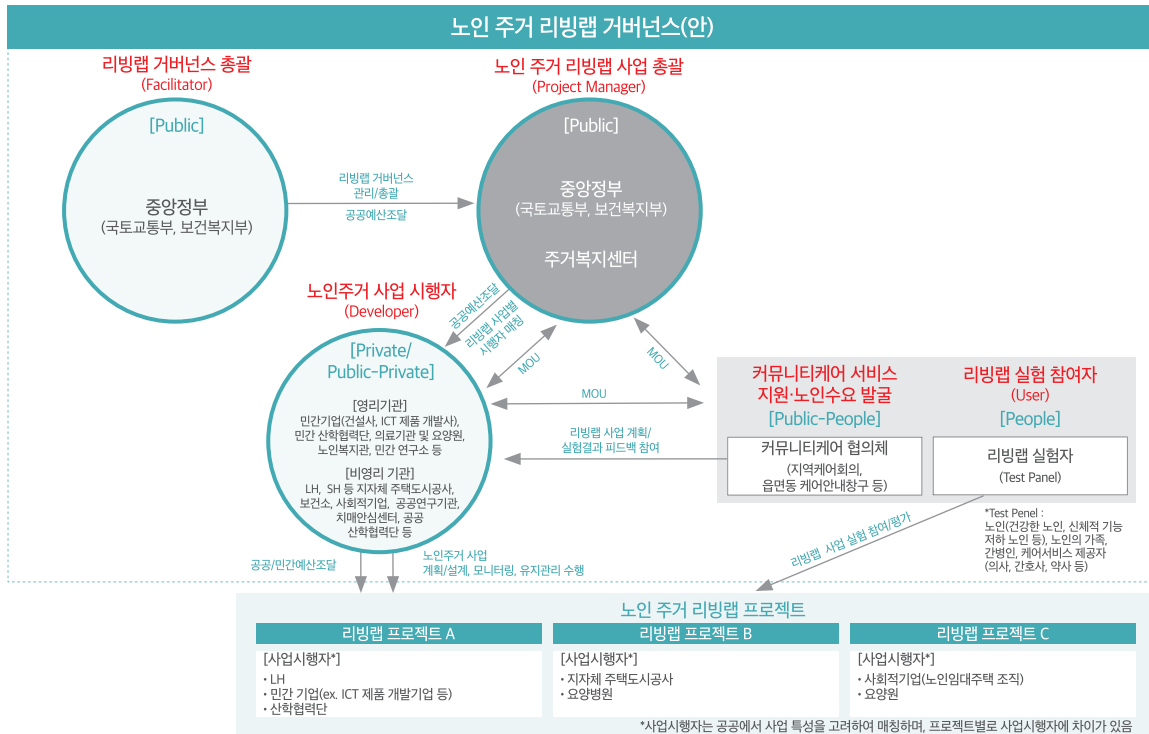 노인 주거 리빙랩 거버넌스(안)
리빙랩 거버넌스 총괄
(Facilitator)
[Public]
중앙정부
(국토교통부, 보건복지부)
리빙랩 거버넌스
관리/총괄
공공예산조달
노인 주거 리빙랩 사업 총괄
(Project Manager)
[Public]
중앙정부
(국토교통부, 보건복지부)
주거복지센터
공공예산조달
리빙랩 사업별
시행자 매칭
MOU
MOU
MOU
노인주거 사업 시행자
(Developer)
[Private/
Public-Private]
[영리기관]
민간기업(건설사, ICT 제품 개발사),
민간 산학협력단, 의료기관 및 요양원,
노인복지관, 민간 연구소 등
[비영리 기관]
LH, SH 등 지자체 주택도시공사,
보건소, 사회적기업, 공공연구기관,
치매안심센터, 공공
산학협력단 등
리빙랩 사업 계획/
실험결과 피드백 참여
커뮤니티케어 서비스
지원·노인수요 발굴
[Public-People]
커뮤니티케어 협의체
(지역케어회의,
읍면동 케어안내창구 등)
리빙랩 실험 참여자
(User)
[People]
리빙랩 실험자
(Test Panel)
*Test Penel :
노인(건강한 노인, 신체적 기능
저하 노인 등), 노인의 가족,
간병인, 케어서비스 제공자
(의사, 간호사, 약사 등)
리빙랩 사업 실험 참여/평가
공공/민간예산조달
노인주거 사업
계획/설계, 모니터링, 유지관리 수행
노인 주거 리빙랩 프로젝트
리빙랩 프로젝트 A
[사업시행자*]
• LH
• 민간 기업(ex. ICT 제품 개발기업 등)
• 산학협력단
리빙랩 프로젝트 B
[사업시행자*]
• 지자체 주택도시공사
• 요양병원
리빙랩 프로젝트 C
[사업시행자*]
• 사회적기업(노인임대주택 조직)
• 요양원
*사업시행자는 공공에서 사업 특성을 고려하여 매칭하며, 프로젝트별로 사업시행자에 차이가 있음